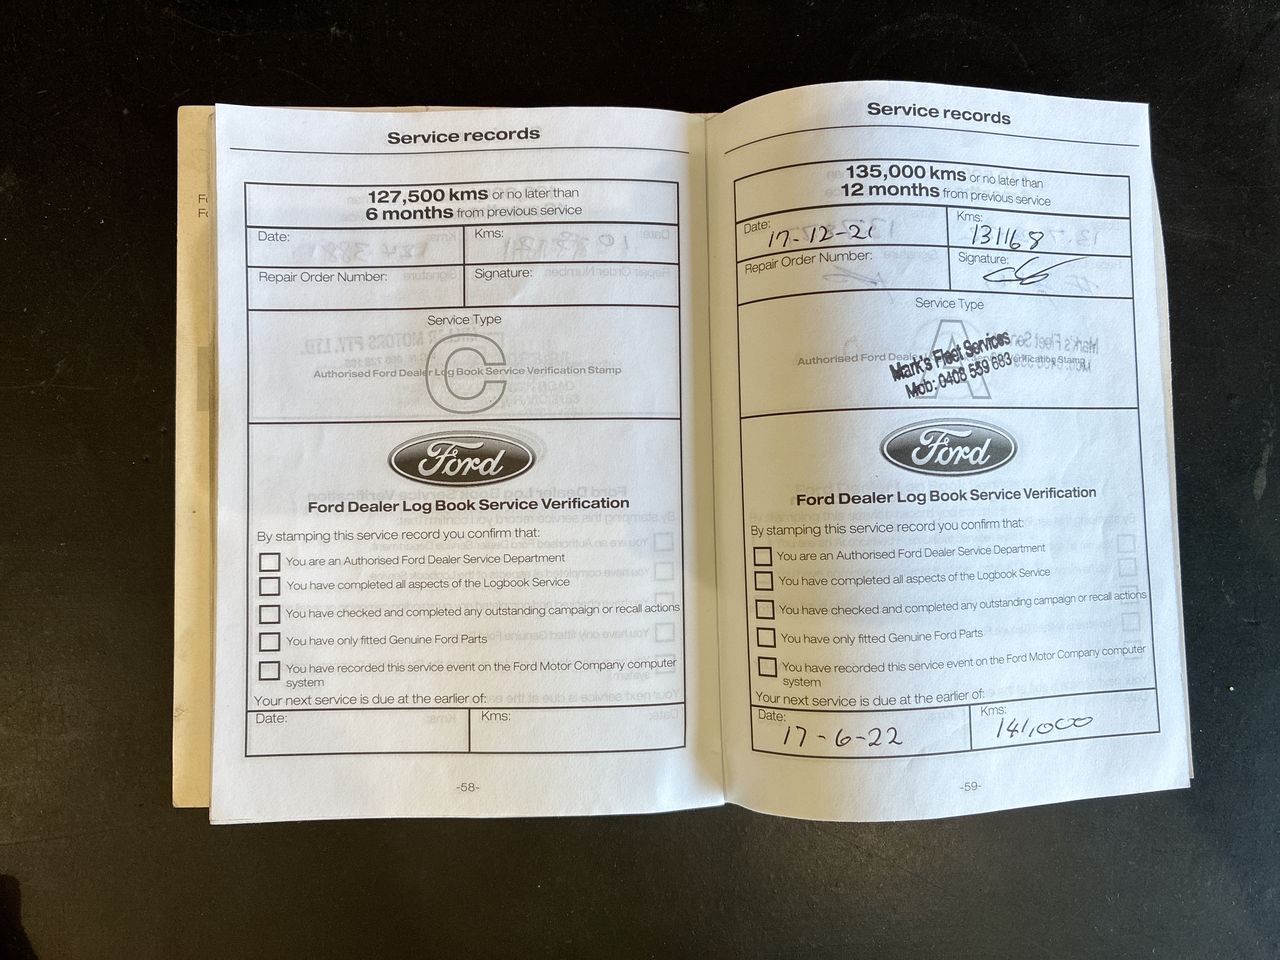 Service records
127,500 kms or no later than
6 months from previous service
Date:
Kms:
Repair Order Number:
Signature:
Service Type
C
Authorised Ford Dealer Log Book Service Verification Stamp
Ford
Ford Dealer Log Book Service Verification
By stamping this service record you confirm that:
You are an Authorised Ford Dealer Service Department
You have completed all aspects of the Logbook Service
You have checked and completed any outstanding campaign or recall actions
You have only fitted Genuine Ford Parts
You have recorded this service event on the Ford Motor Company computer
system
Your next service is due at the earlier of:
Date:
Kms:
-58-
Service records
135,000 kms or no later than
12 months from previous service
Date: 17-12-21
Kms: 131168
Repair Order Number:
Signature:
Service Type
A
Authorised Ford Dealer Verification Stamp
Mark's Fleet Services
Mob: 0408 559 683
Ford
Ford Dealer Log Book Service Verification
By stamping this service record you confirm that:
You are an Authorised Ford Dealer Service Department
You have completed all aspects of the Logbook Service
You have checked and completed any outstanding campaign or recall actions
You have only fitted Genuine Ford Parts
You have recorded this service event on the Ford Motor Company computer
system
Your next service is due at the earlier of:
Date: 17-6-22
Kms: 141,000
-59-